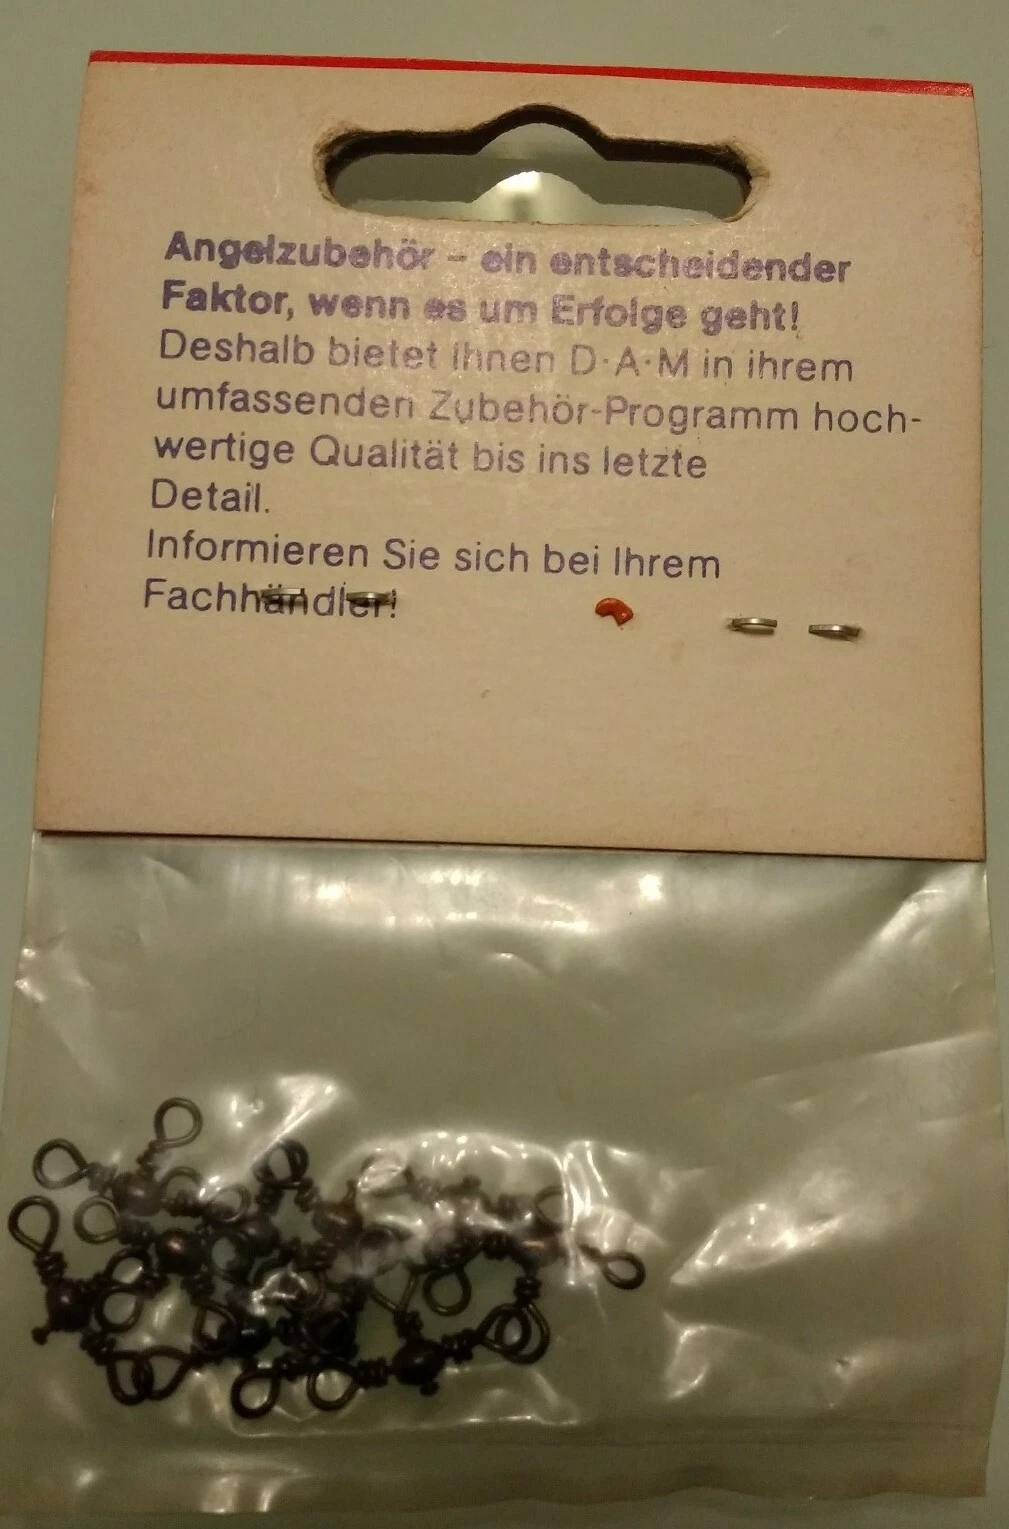 Angelzubehör – ein entscheidender
Faktor, wenn es um Erfolge geht!
Deshalb bietet Ihnen D·A·M in ihrem
umfassenden Zubehör-Programm hoch-
wertige Qualität bis ins letzte
Detail.
Informieren Sie sich bei Ihrem
Fachhändler!